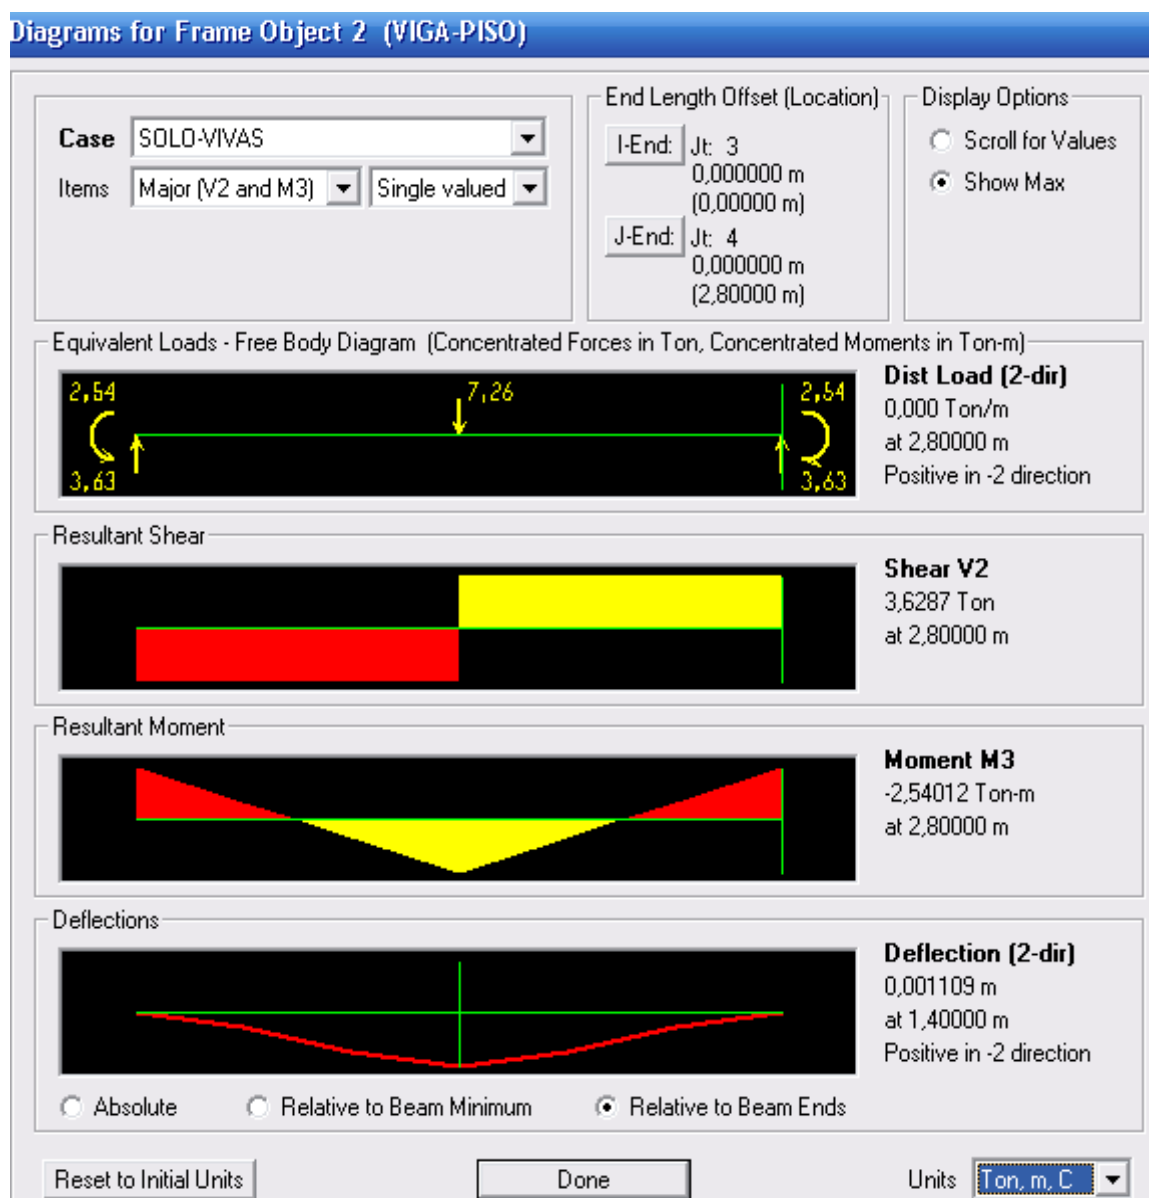 Diagrams for Frame Object 2 (VIGA-PISO)
Case SOLO-VIVAS
Items Major (V2 and M3) Single valued
End Length Offset (Location)
I-End: Jt: 3
0,000000 m
(0,00000 m)
J-End: Jt: 4
0,000000 m
(2,80000 m)
Display Options
Scroll for Values
Show Max
Equivalent Loads - Free Body Diagram (Concentrated Forces in Ton, Concentrated Moments in Ton-m)
2,54 7,26 2,54
3,63 3,63
Dist Load (2-dir)
0,000 Ton/m
at 2,80000 m
Positive in -2 direction
Resultant Shear
Shear V2
3,6287 Ton
at 2,80000 m
Resultant Moment
Moment M3
-2,54012 Ton-m
at 2,80000 m
Deflections
Deflection (2-dir)
0,001109 m
at 1,40000 m
Positive in -2 direction
Absolute Relative to Beam Minimum Relative to Beam Ends
Reset to Initial Units Done Units Ton, m, C